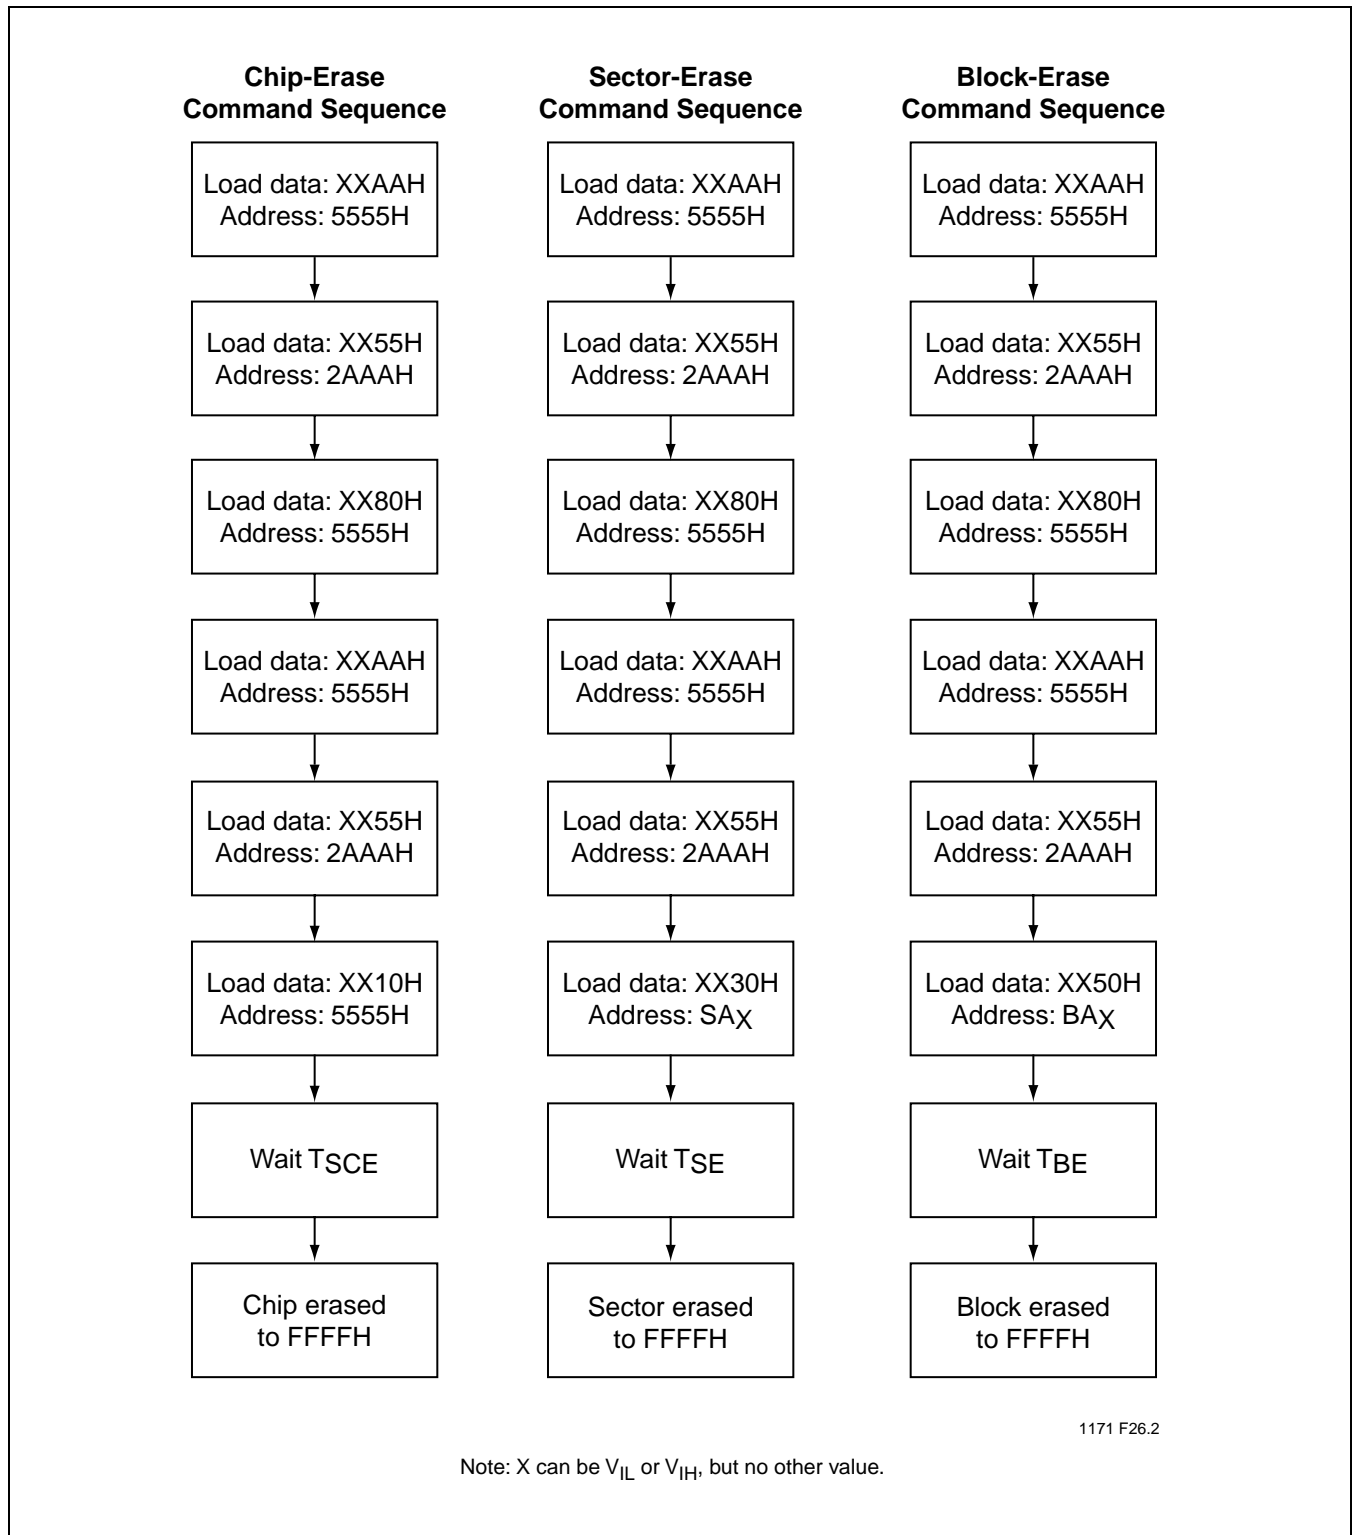 Chip-Erase
Command Sequence
Load data: XXAAH
Address: 5555H
Load data: XX55H
Address: 2AAAH
Load data: XX80H
Address: 5555H
Load data: XXAAH
Address: 5555H
Load data: XX55H
Address: 2AAAH
Load data: XX10H
Address: 5555H
Wait TSCE
Chip erased
to FFFFH
Sector-Erase
Command Sequence
Load data: XXAAH
Address: 5555H
Load data: XX55H
Address: 2AAAH
Load data: XX80H
Address: 5555H
Load data: XXAAH
Address: 5555H
Load data: XX55H
Address: 2AAAH
Load data: XX30H
Address: SAX
Wait TSE
Sector erased
to FFFFH
Block-Erase
Command Sequence
Load data: XXAAH
Address: 5555H
Load data: XX55H
Address: 2AAAH
Load data: XX80H
Address: 5555H
Load data: XXAAH
Address: 5555H
Load data: XX55H
Address: 2AAAH
Load data: XX50H
Address: BAX
Wait TBE
Block erased
to FFFFH
1171 F26.2
Note: X can be VIL or VIH, but no other value.